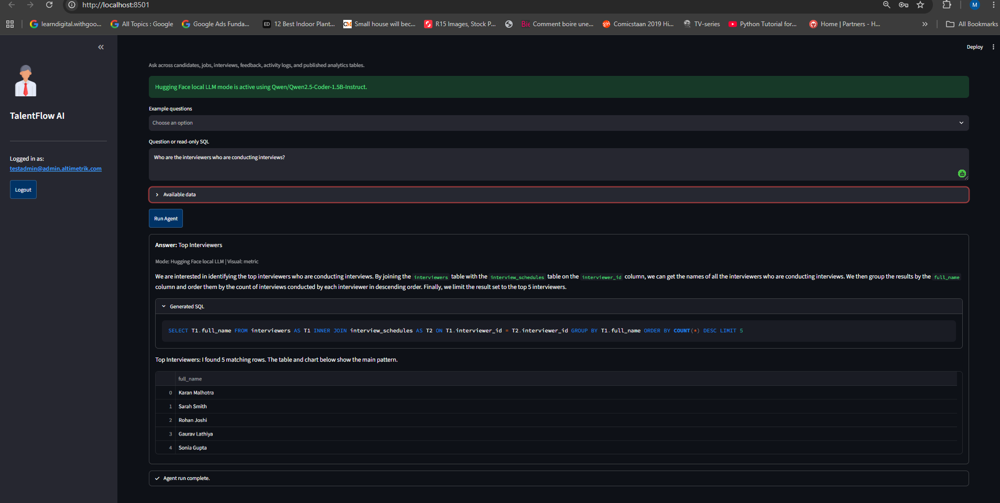 http://localhost:8501
M
learndigital.withgoo...
All Topics : Google
Google Ads Funda...
ED
12 Best Indoor Plant...
CM
Small house will bec...
R15 Images, Stock P...
Bie
Comment boire une...
Comicstaan 2019 Hi...
TV-series
Python Tutorial for...
Home | Partners - H...
All Bookmarks
Deploy
TalentFlow AI
Logged in as:
testadmin@admin.altimetrik.com
Logout
Ask across candidates, jobs, interviews, feedback, activity logs, and published analytics tables.
Hugging Face local LLM mode is active using Qwen/Qwen2.5-Coder-1.5B-Instruct.
Example questions
Choose an option
Question or read-only SQL
Who are the interviewers who are conducting interviews?
Available data
Run Agent
Answer: Top Interviewers
Mode: Hugging Face local LLM | Visual: metric
We are interested in identifying the top interviewers who are conducting interviews. By joining the interviewers table with the interview_schedules table on the interviewer_id column, we can get the names of all the interviewers who are conducting interviews. We then group the results by the full_name
column and order them by the count of interviews conducted by each interviewer in descending order. Finally, we limit the result set to the top 5 interviewers.
Generated SQL
SELECT T1.full_name FROM interviewers AS T1 INNER JOIN interview_schedules AS T2 ON T1.interviewer_id = T2.interviewer_id GROUP BY T1.full_name ORDER BY COUNT(*) DESC LIMIT 5
Top Interviewers: I found 5 matching rows. The table and chart below show the main pattern.
full_name
0 Karan Malhotra
1 Sarah Smith
2 Rohan Joshi
3 Gaurav Lathiya
4 Sonia Gupta
Agent run complete.